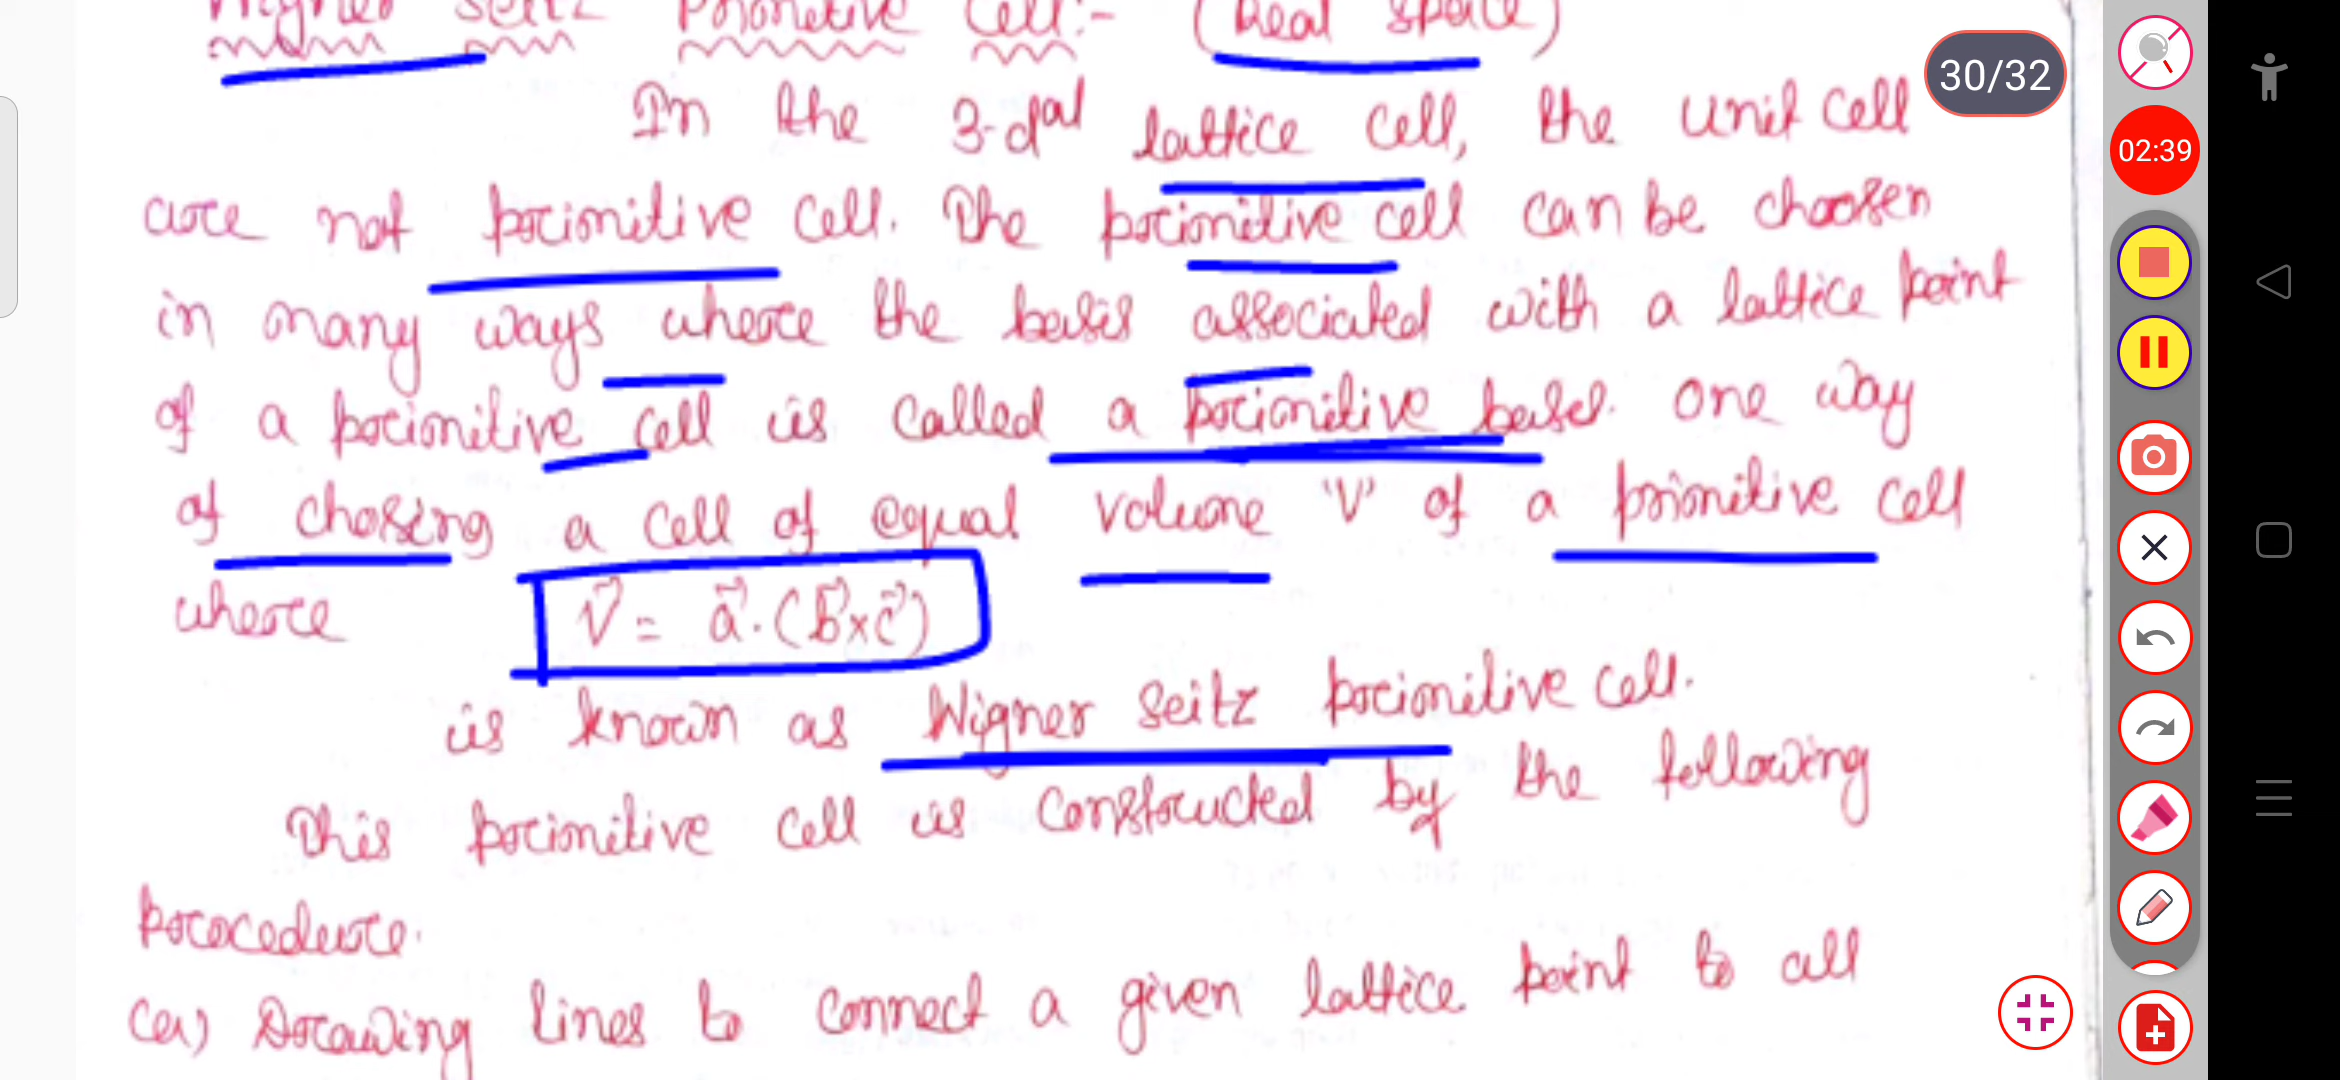 Wigner Seitz Primitive Cell:- (Real Space)
In the 3-dal lattice cell, the unit cell
are not primitive cell. The primitive cell can be choosen
in many ways where the basis associated with a lattice point
of a primitive cell is called a primitive basel. one way
of chosing a cell of equal volume 'V' of a primitive cell
where V⃗ = a⃗·(b⃗×c⃗)
is known as Wigner Seitz primitive cell.
This primitive cell is constructed by the following
procedure.
(a) Drawing lines to connect a given lattice point to all
30/32
02:39